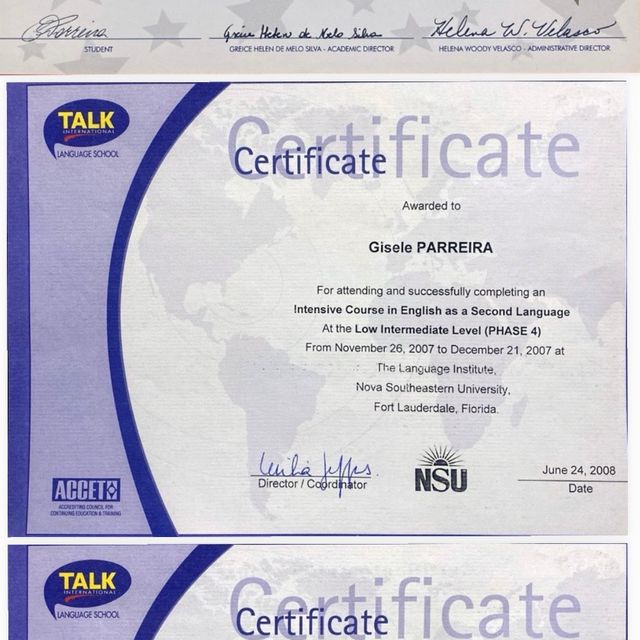 STUDENT
Greice Helen de Melo Silva
GREICE HELEN DE MELO SILVA - ACADEMIC DIRECTOR
Helena W. Velasco
HELENA WOODY VELASCO - ADMINISTRATIVE DIRECTOR
TALK
INTERNATIONAL
LANGUAGE SCHOOL
Certificate
Certificate
Awarded to
Gisele PARREIRA
For attending and successfully completing an
Intensive Course in English as a Second Language
At the Low Intermediate Level (PHASE 4)
From November 26, 2007 to December 21, 2007 at
The Language Institute,
Nova Southeastern University,
Fort Lauderdale, Florida.
Director / Coordinator
NSU
June 24, 2008
Date
ACCET
ACCREDITING COUNCIL FOR
CONTINUING EDUCATION & TRAINING
TALK
INTERNATIONAL
LANGUAGE SCHOOL
Certificate
Certificate